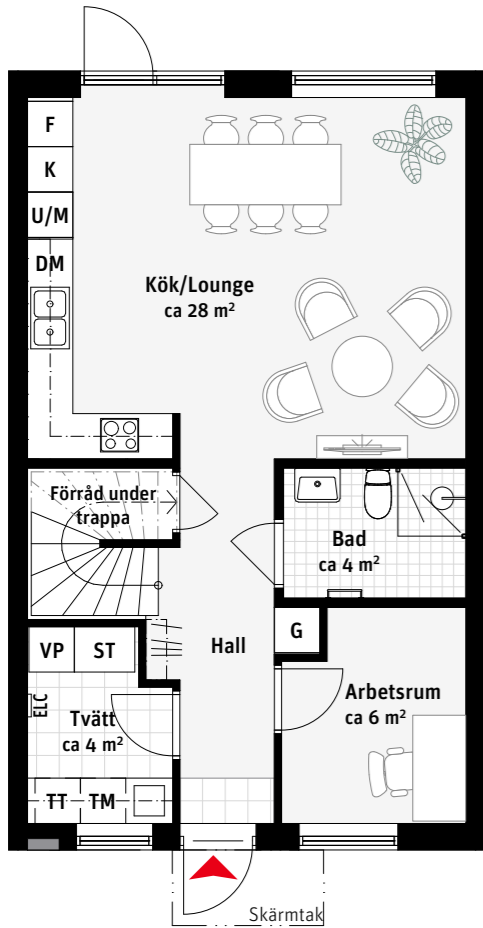 F
K
U/M
DM
Kök/Lounge
ca 28 m²
Förråd under
trappa
Bad
ca 4 m²
VP
ST
Hall
G
ELC
Tvätt
ca 4 m²
Arbetsrum
ca 6 m²
TT
TM
Skärmtak